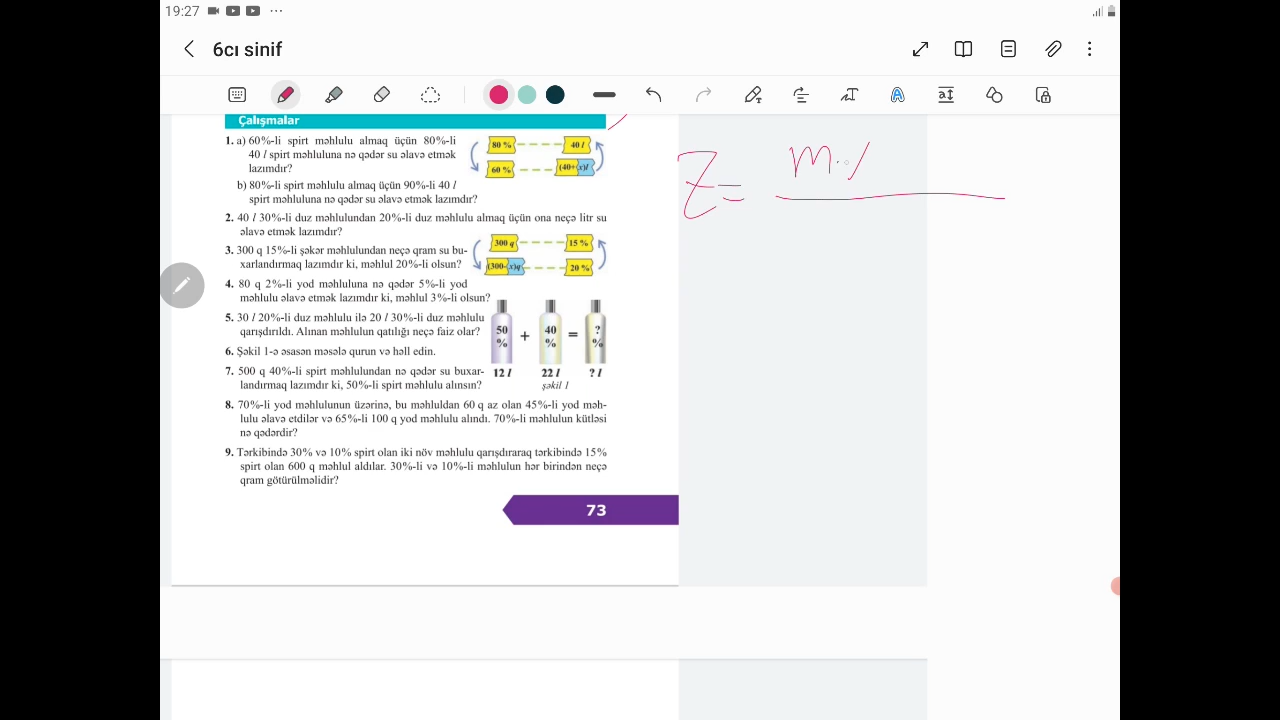 19:27
6cı sinif
Çalışmalar
1. a) 60%-li spirt məhlulu almaq üçün 80%-li
40 l spirt məhluluna nə qədər su əlavə etmək
lazımdır?
80 % 40 l
60 % (40+x)l
b) 80%-li spirt məhlulu almaq üçün 90%-li 40 l
spirt məhluluna nə qədər su əlavə etmək lazımdır?
2. 40 l 30%-li duz məhlulundan 20%-li duz məhlulu almaq üçün ona neçə litr su
əlavə etmək lazımdır?
3. 300 q 15%-li şəkər məhlulundan neçə qram su bu-
xarlandırmaq lazımdır ki, məhlul 20%-li olsun?
300 q 15 %
(300-x)q 20 %
4. 80 q 2%-li yod məhluluna nə qədər 5%-li yod
məhlulu əlavə etmək lazımdır ki, məhlul 3%-li olsun?
5. 30 l 20%-li duz məhlulu ilə 20 l 30%-li duz məhlulu
qarışdırıldı. Alınan məhlulun qatılığı neçə faiz olar?
6. Şəkil 1-ə əsasən məsələ qurun və həll edin.
50 % + 40 % = ? %
12 l 22 l ? l
şəkil 1
7. 500 q 40%-li spirt məhlulundan nə qədər su buxar-
landırmaq lazımdır ki, 50%-li spirt məhlulu alınsın?
8. 70%-li yod məhlulunun üzərinə, bu məhluldan 60 q az olan 45%-li yod məh-
lulu əlavə etdilər və 65%-li 100 q yod məhlulu alındı. 70%-li məhlulun kütləsi
nə qədərdir?
9. Tərkibində 30% və 10% spirt olan iki növ məhlulu qarışdıraraq tərkibində 15%
spirt olan 600 q məhlul aldılar. 30%-li və 10%-li məhlulun hər birindən neçə
qram götürülməlidir?
73
Z= m·